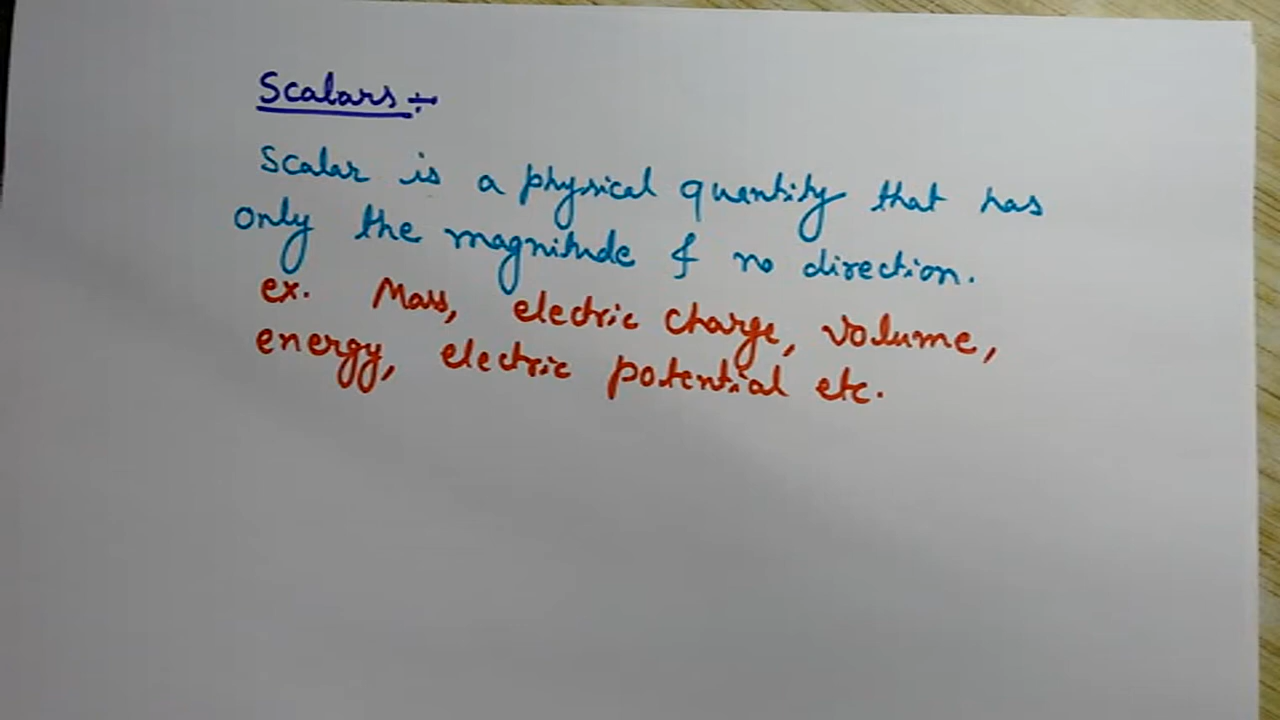 Scalars :-
Scalar is a physical quantity that has
only the magnitude & no direction.
ex. Mass, electric charge, volume,
energy, electric potential etc.